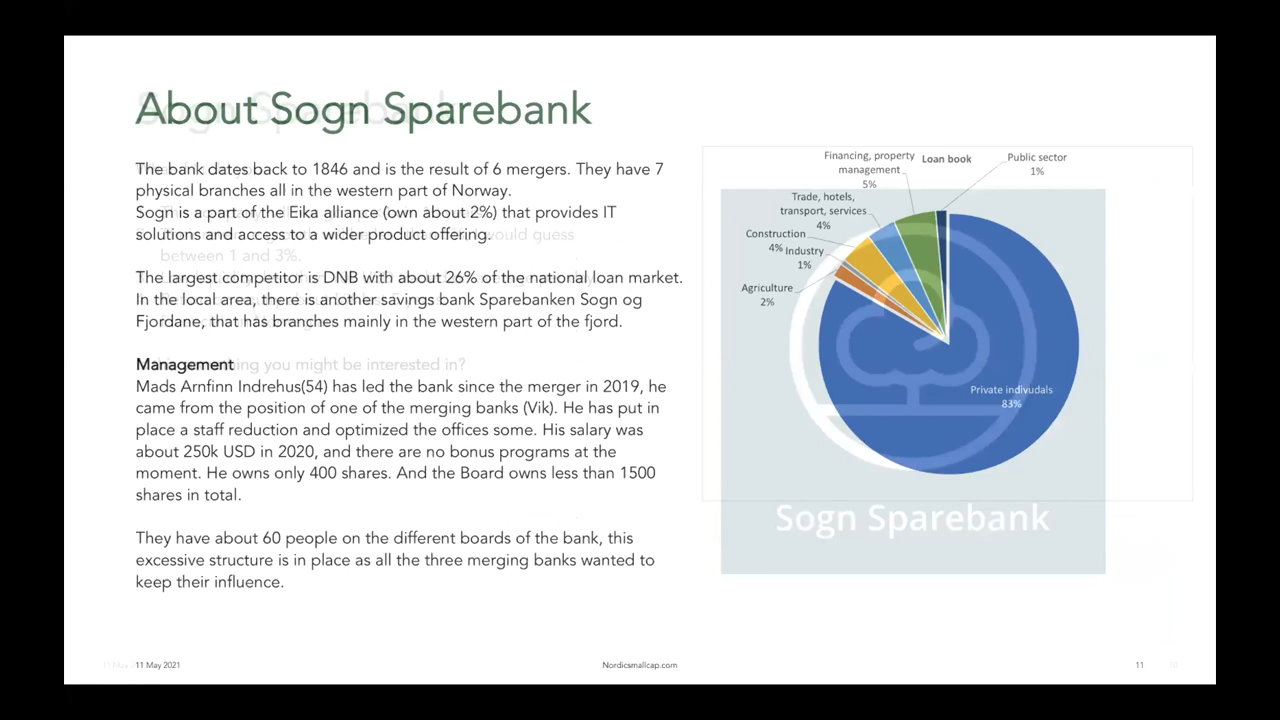 About Sogn Sparebank
The bank dates back to 1846 and is the result of 6 mergers. They have 7
physical branches all in the western part of Norway.
Sogn is a part of the Eika alliance (own about 2%) that provides IT
solutions and access to a wider product offering.
would guess
between 1 and 3%.
The largest competitor is DNB with about 26% of the national loan market.
In the local area, there is another savings bank Sparebanken Sogn og
Fjordane, that has branches mainly in the western part of the fjord.
Management
you might be interested in?
Mads Arnfinn Indrehus(54) has led the bank since the merger in 2019, he
came from the position of one of the merging banks (Vik). He has put in
place a staff reduction and optimized the offices some. His salary was
about 250k USD in 2020, and there are no bonus programs at the
moment. He owns only 400 shares. And the Board owns less than 1500
shares in total.
They have about 60 people on the different boards of the bank, this
excessive structure is in place as all the three merging banks wanted to
keep their influence.
Loan book
Financing, property
management
5%
Public sector
1%
Trade, hotels,
transport, services
4%
Construction
4%
Industry
1%
Agriculture
2%
Private indivudals
83%
Sogn Sparebank
11 May 2021
Nordicsmallcap.com
11